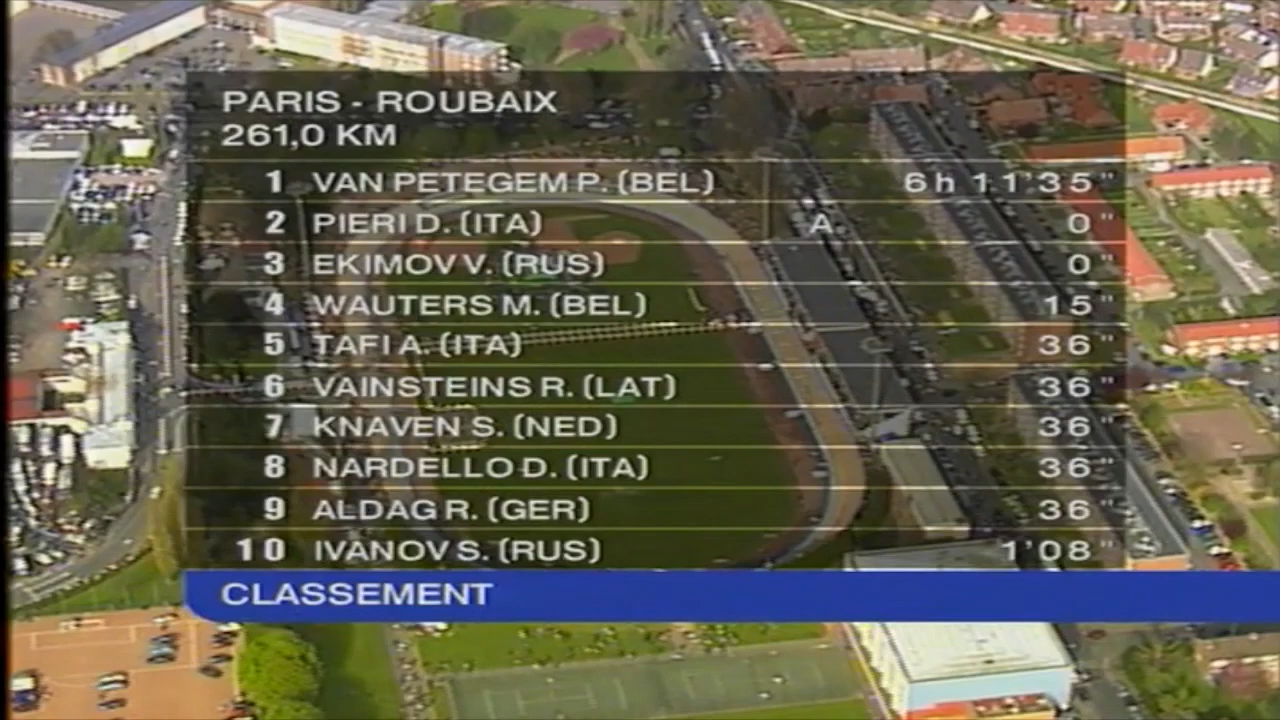 PARIS - ROUBAIX
261,0 KM
1 VAN PETEGEM P. (BEL) 6h 11'35"
2 PIERI D. (ITA) A 0"
3 EKIMOV V. (RUS) 0"
4 WAUTERS M. (BEL) 15"
5 TAFI A. (ITA) 36"
6 VAINSTEINS R. (LAT) 36"
7 KNAVEN S. (NED) 36"
8 NARDELLO D. (ITA) 36"
9 ALDAG R. (GER) 36"
10 IVANOV S. (RUS) 1'08"
CLASSEMENT